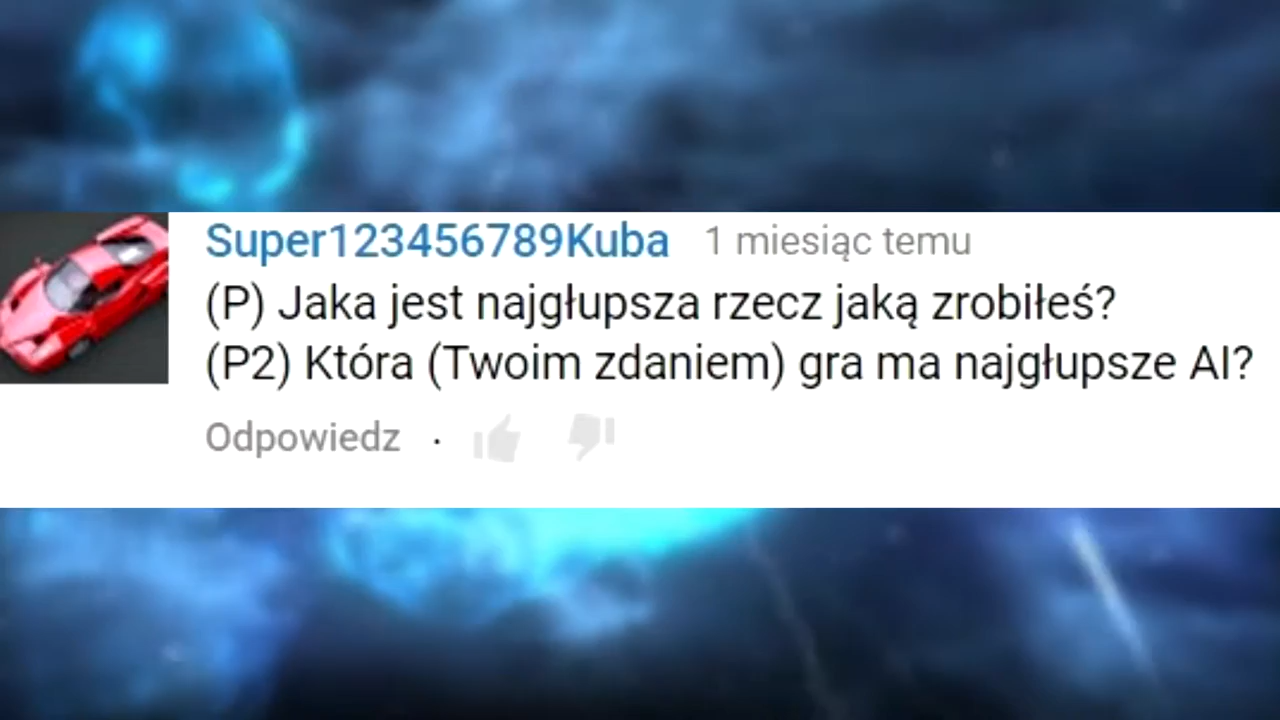 Super123456789Kuba 1 miesiąc temu
(P) Jaka jest najgłupsza rzecz jaką zrobiłeś?
(P2) Która (Twoim zdaniem) gra ma najgłupsze AI?
Odpowiedz ·